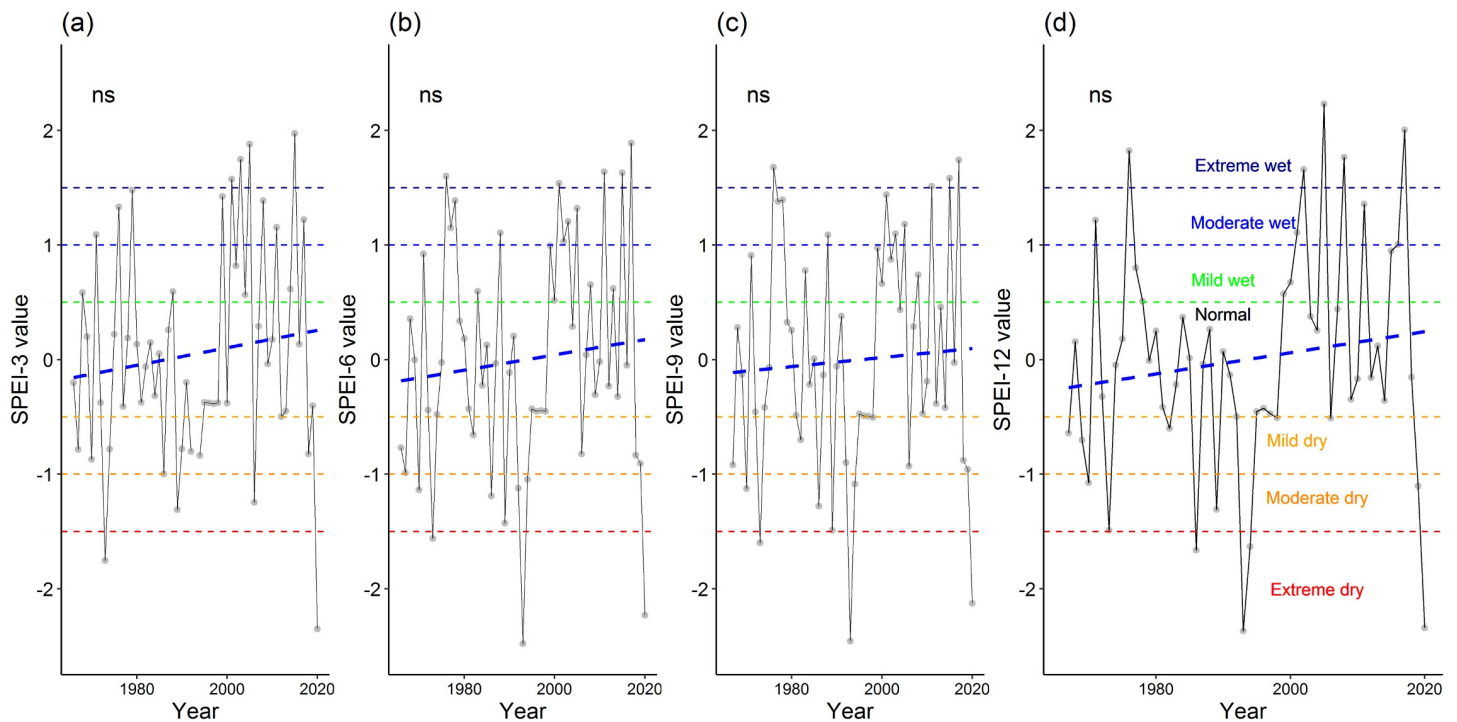 (a)
ns
SPEI-3 value
2
1
0
-1
-2
1980
2000
2020
Year
(b)
ns
SPEI-6 value
2
1
0
-1
-2
1980
2000
2020
Year
(c)
ns
SPEI-9 value
2
1
0
-1
-2
1980
2000
2020
Year
(d)
ns
SPEI-12 value
2
1
0
-1
-2
Extreme wet
Moderate wet
Mild wet
Normal
Mild dry
Moderate dry
Extreme dry
1980
2000
2020
Year